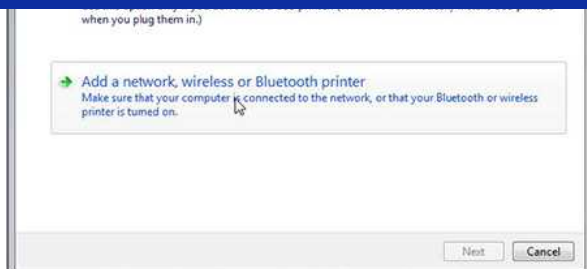 when you plug them in.)
Add a network, wireless or Bluetooth printer
Make sure that your computer is connected to the network, or that your Bluetooth or wireless
printer is turned on.
Next Cancel